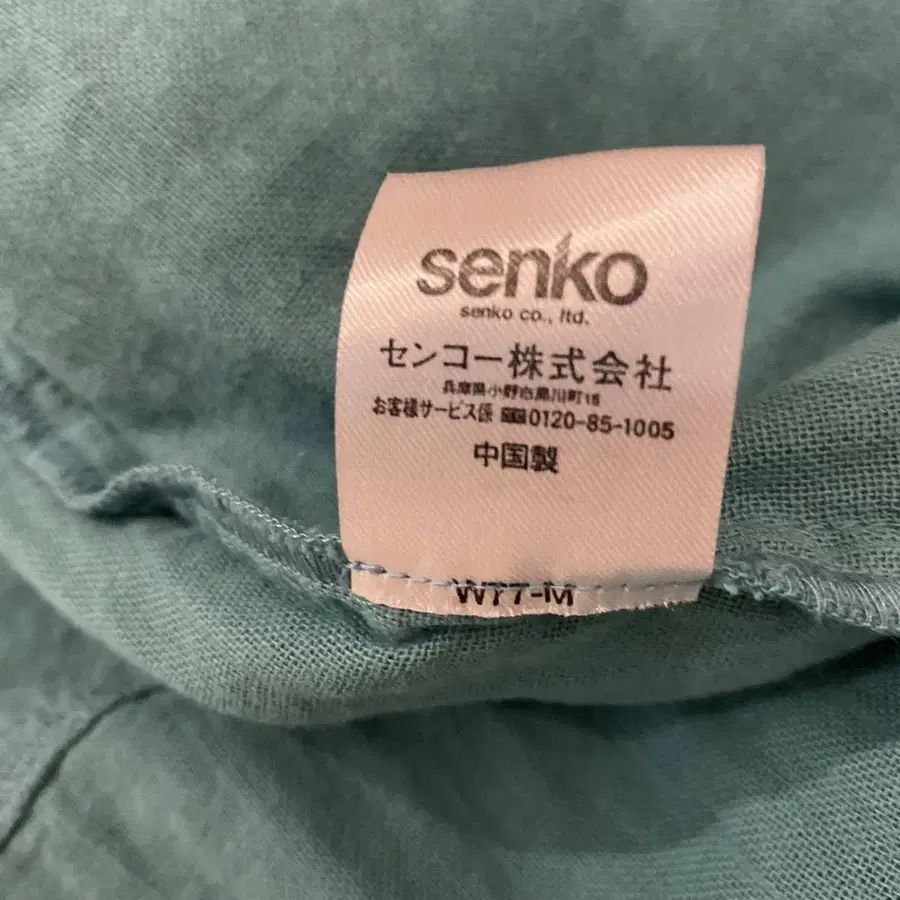 senko
senko co., ltd.
センコー株式会社
兵庫県小野市黒川町16
お客様サービス係 0120-85-1005
中国製
W77-M